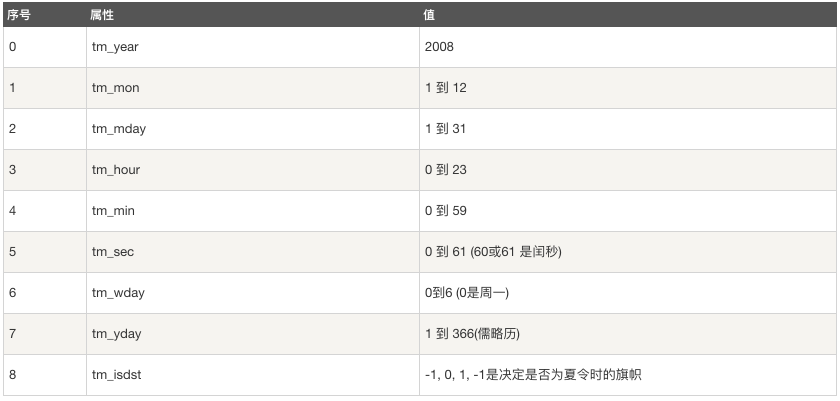 序号 属性 值
0 tm_year 2008
1 tm_mon 1 到 12
2 tm_mday 1 到 31
3 tm_hour 0 到 23
4 tm_min 0 到 59
5 tm_sec 0 到 61 (60或61 是闰秒)
6 tm_wday 0到6 (0是周一)
7 tm_yday 1 到 366(儒略历)
8 tm_isdst -1, 0, 1, -1是决定是否为夏令时的旗帜